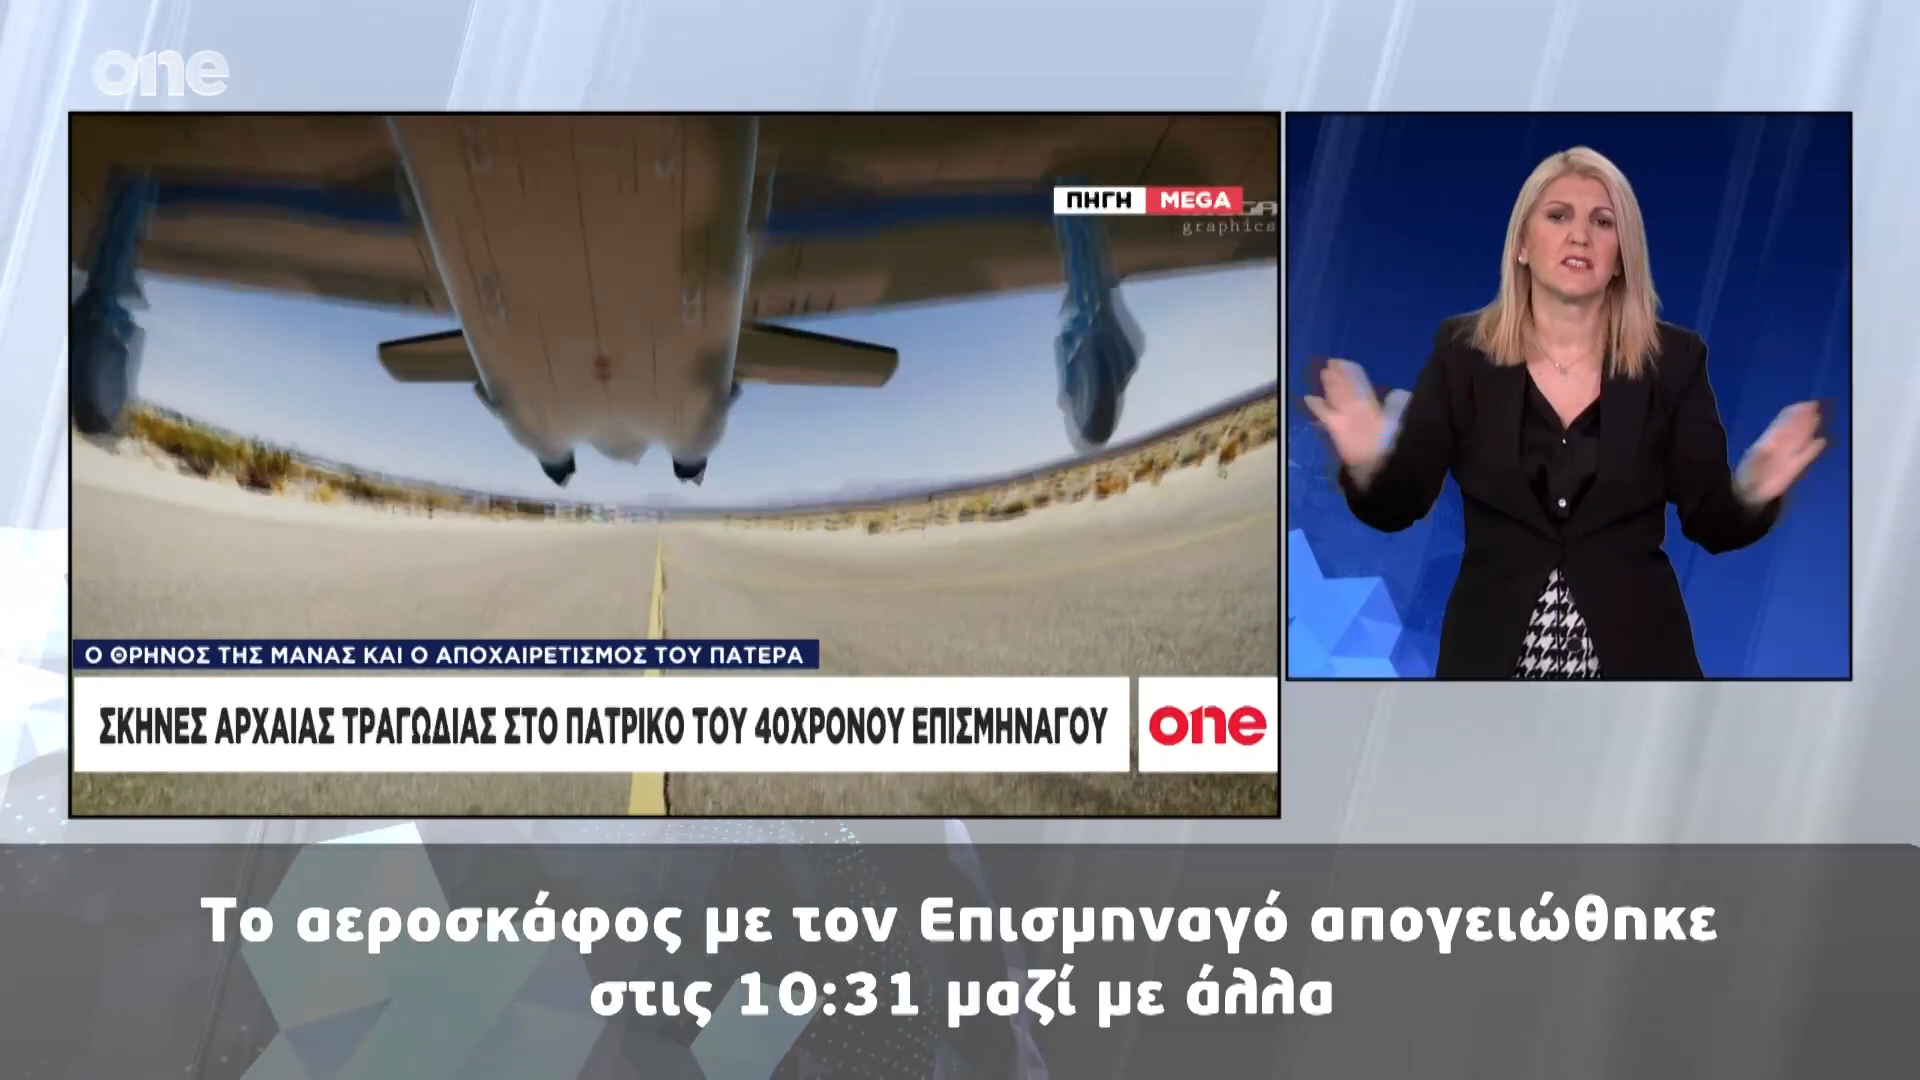 one
ΠΗΓΗ MEGA
graphics
Ο ΘΡΗΝΟΣ ΤΗΣ ΜΑΝΑΣ ΚΑΙ Ο ΑΠΟΧΑΙΡΕΤΙΣΜΟΣ ΤΟΥ ΠΑΤΕΡΑ
ΣΚΗΝΕΣ ΑΡΧΑΙΑΣ ΤΡΑΓΩΔΙΑΣ ΣΤΟ ΠΑΤΡΙΚΟ ΤΟΥ 40ΧΡΟΝΟΥ ΕΠΙΣΜΗΝΑΓΟΥ
one
Το αεροσκάφος με τον Επισμηναγό απογειώθηκε
στις 10:31 μαζί με άλλα